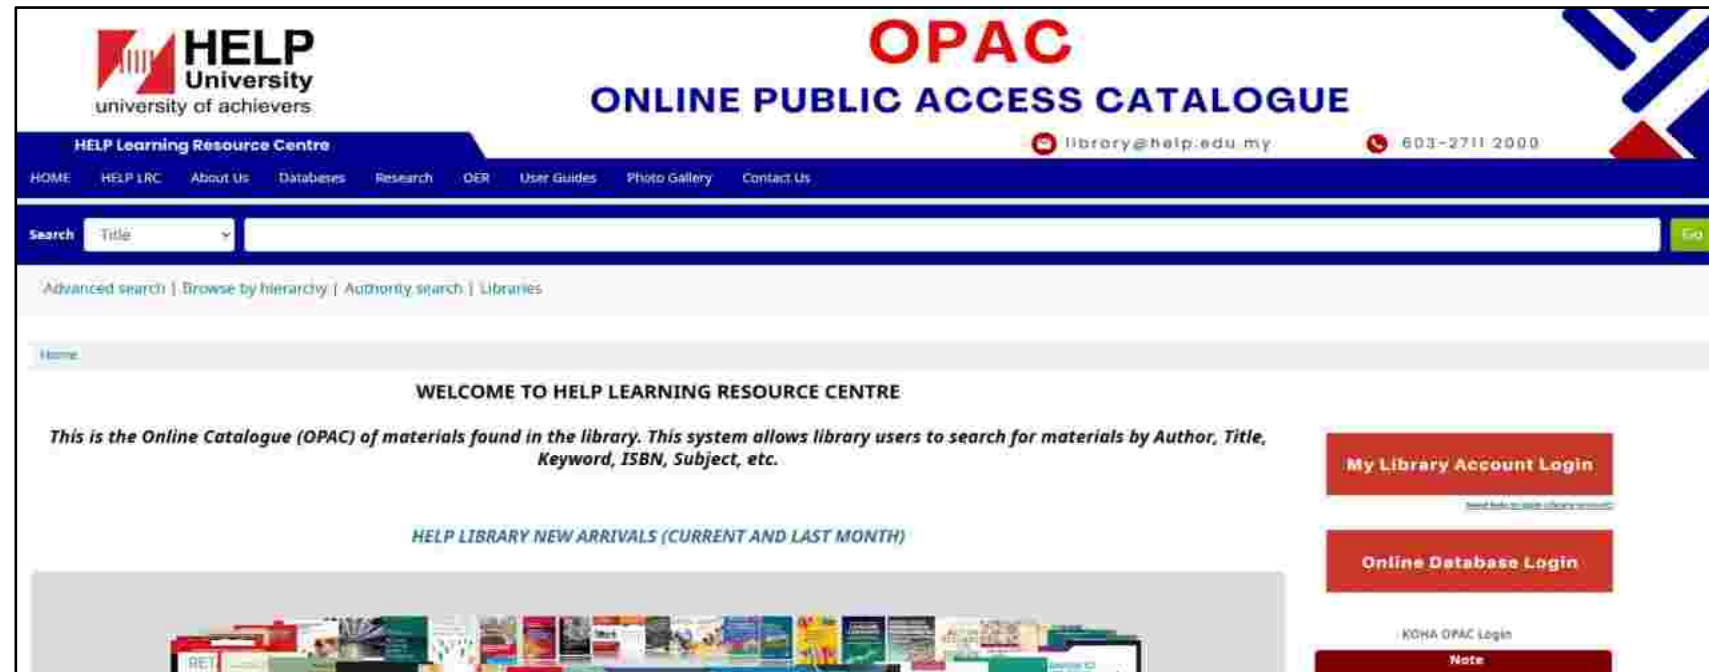 HELP
University
university of achievers
OPAC
ONLINE PUBLIC ACCESS CATALOGUE
HELP Learning Resource Centre
library@help.edu.my
603-2711 2000
HOME HELP LRC About Us Databases Research OER User Guides Photo Gallery Contact Us
Search Title Go
Advanced search | Browse by hierarchy | Authority search | Libraries
Home
WELCOME TO HELP LEARNING RESOURCE CENTRE
This is the Online Catalogue (OPAC) of materials found in the library. This system allows library users to search for materials by Author, Title,
Keyword, ISBN, Subject, etc.
My Library Account Login
HELP LIBRARY NEW ARRIVALS (CURRENT AND LAST MONTH)
Online Database Login
KOHA OPAC Login
Note